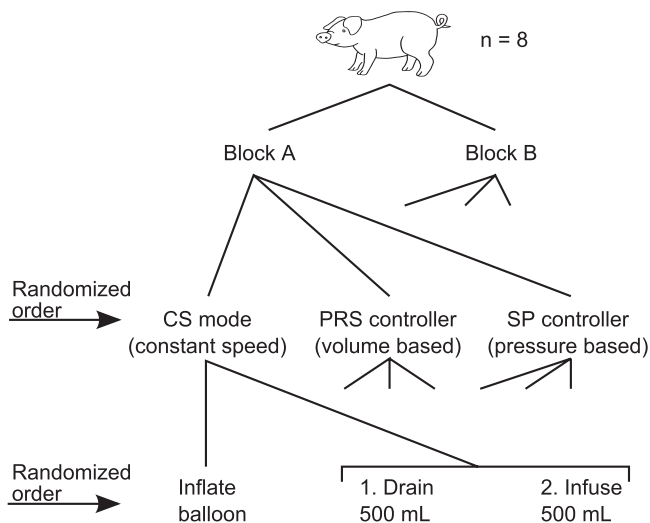 n = 8
Block A
Block B
Randomized
order
CS mode
(constant speed)
PRS controller
(volume based)
SP controller
(pressure based)
Randomized
order
Inflate
balloon
1. Drain
500 mL
2. Infuse
500 mL